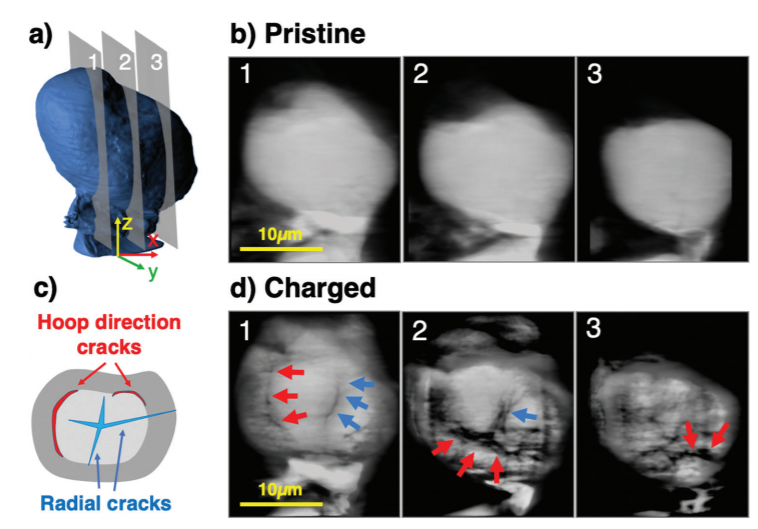 a)
1 2 3
z
x
y
b) Pristine
1 2 3
10μm
c)
Hoop direction
cracks
Radial cracks
d) Charged
1 2 3
10μm